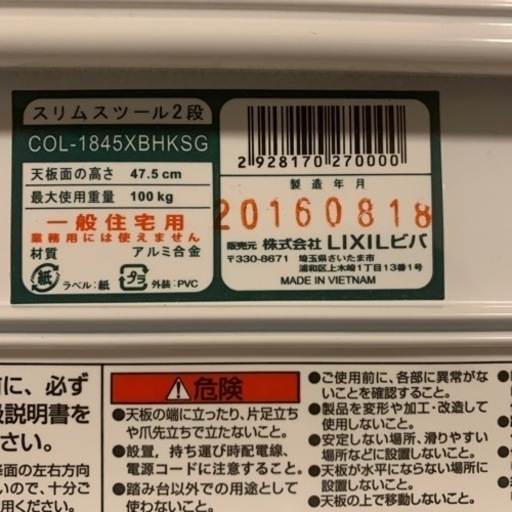 スリムスツール2段
COL-1845XBHKSG
天板面の高さ 47.5cm
最大使用重量 100kg
一般住宅用
業務用には使えません
材質 アルミ合金
紙 ラベル:紙 プラ 外装:PVC
2 928170 270000
製造年月
20160818
販売元 株式会社 LIXILビバ
〒330-8671 埼玉県さいたま市
浦和区上木崎1丁目13番1号
MADE IN VIETNAM
前に、必ず
説明書を
さい。
面の左右方向
いので、十分ご
危険
●天板の端に立ったり、片足立ち
や爪先立ちで立たないこと。
●設置、持ち運び時配電線、
電源コードに注意すること。
●踏み台以外での用途として
使わないこと。
●ご使用前に、各部に異常がな
いことを確認すること。
●製品を変形や加工・改造して
使用しないこと。
●安定しない場所、滑りやすい
場所などに設置しないこと。
●天板が水平にならない場所に
設置しないこと。
●天板の上で移動しないこと。